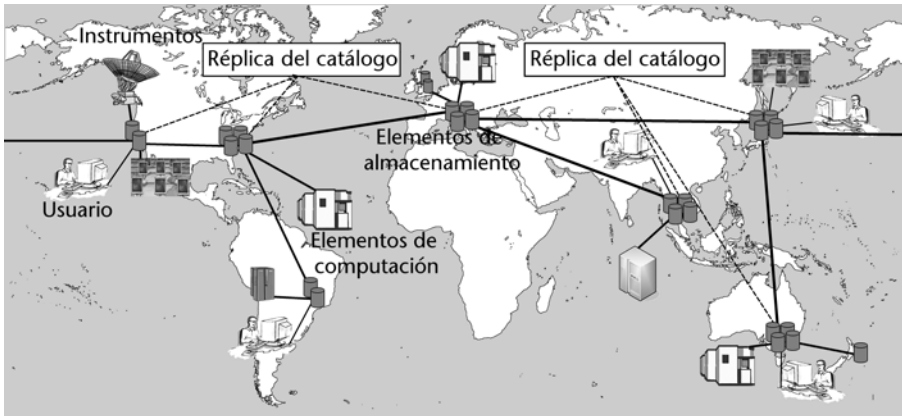 Instrumentos
Réplica del catálogo
Réplica del catálogo
Elementos de
almacenamiento
Usuario
Elementos de
computación